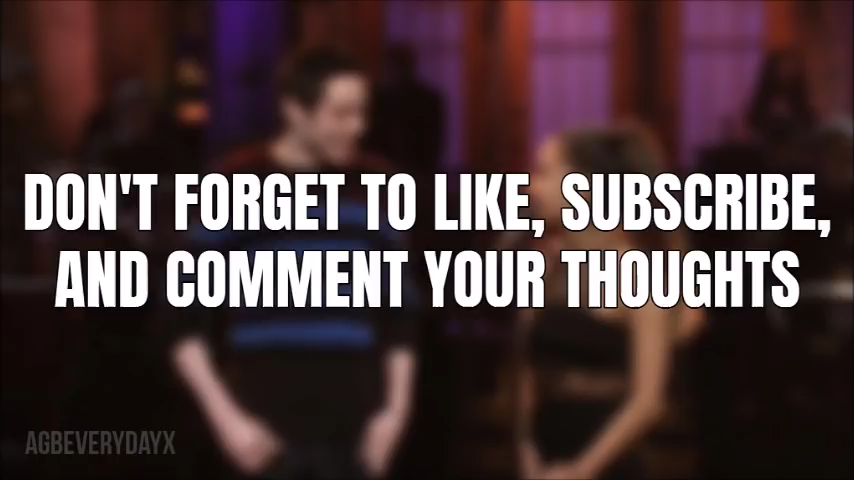 DON'T FORGET TO LIKE, SUBSCRIBE,
AND COMMENT YOUR THOUGHTS
AGBEVERYDAYX